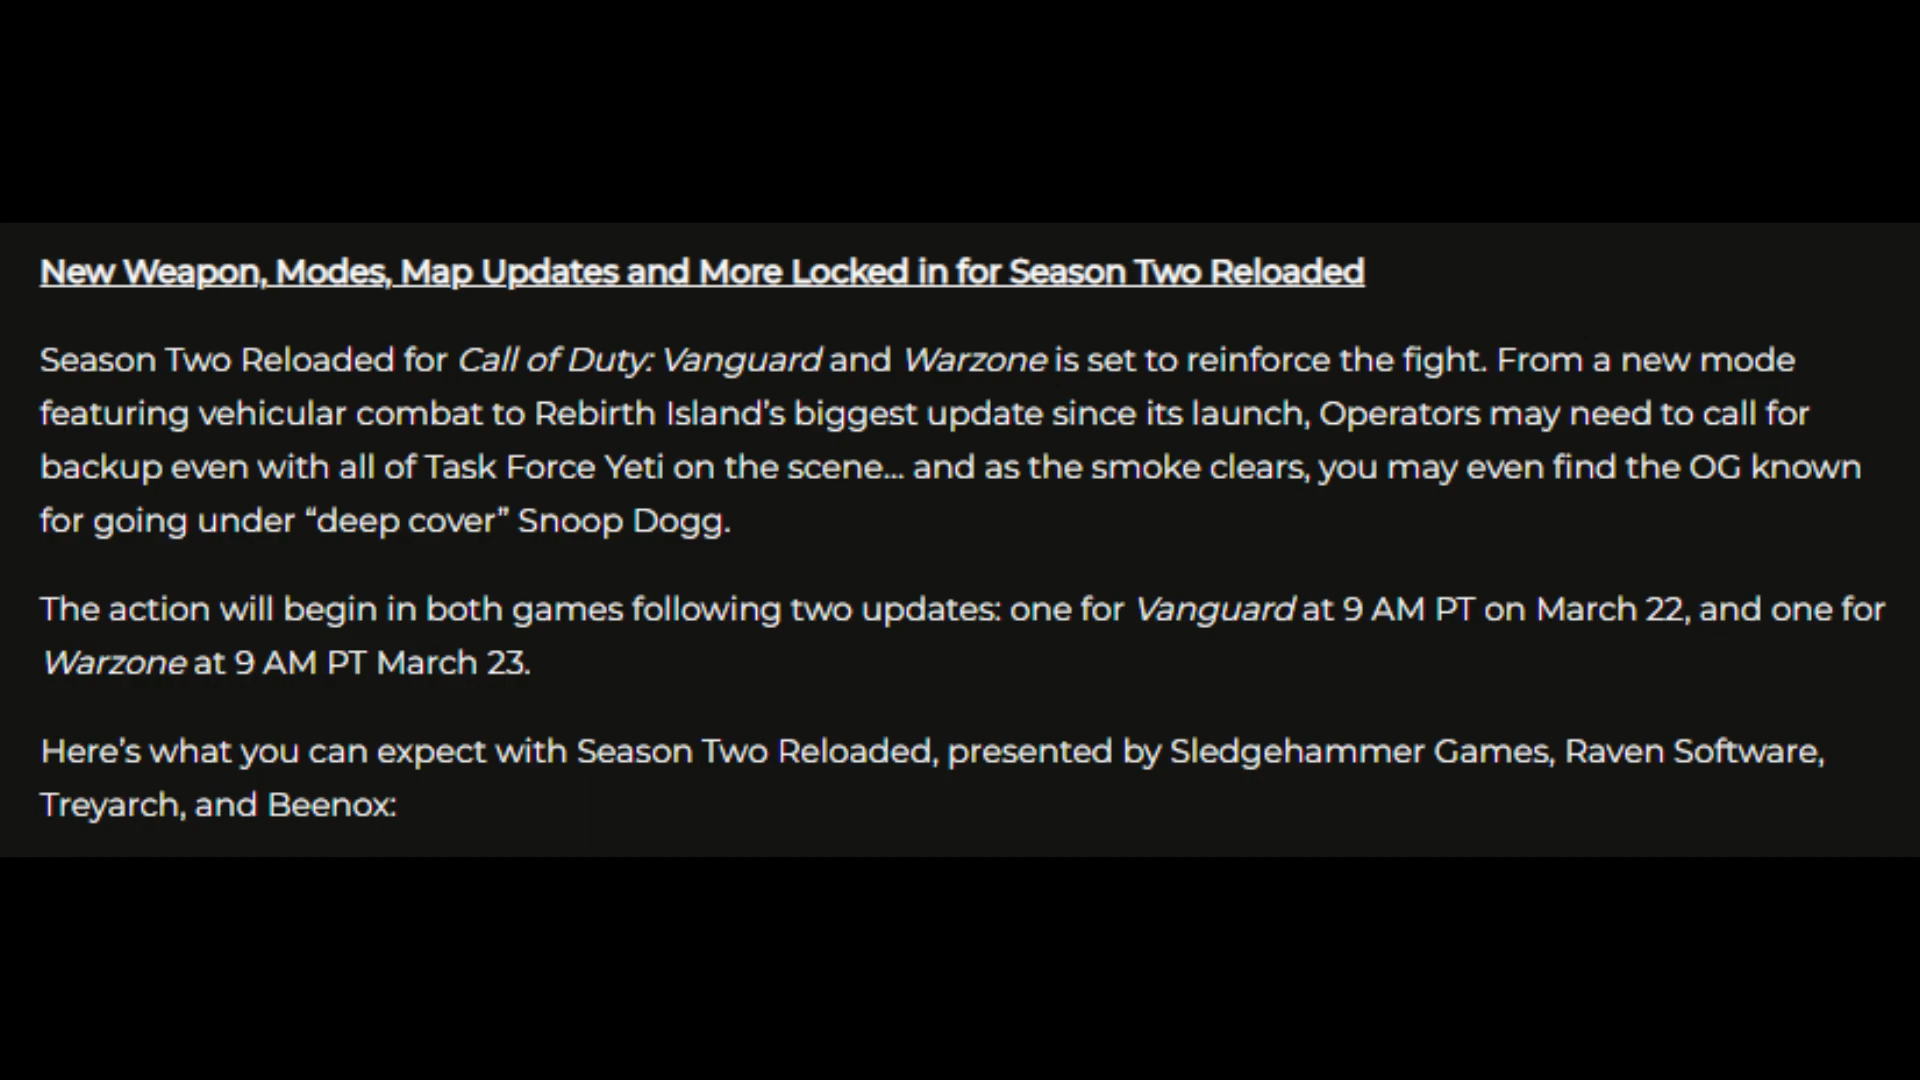 New Weapon, Modes, Map Updates and More Locked in for Season Two Reloaded
Season Two Reloaded for Call of Duty: Vanguard and Warzone is set to reinforce the fight. From a new mode
featuring vehicular combat to Rebirth Island’s biggest update since its launch, Operators may need to call for
backup even with all of Task Force Yeti on the scene... and as the smoke clears, you may even find the OG known
for going under “deep cover” Snoop Dogg.
The action will begin in both games following two updates: one for Vanguard at 9 AM PT on March 22, and one for
Warzone at 9 AM PT March 23.
Here’s what you can expect with Season Two Reloaded, presented by Sledgehammer Games, Raven Software,
Treyarch, and Beenox: